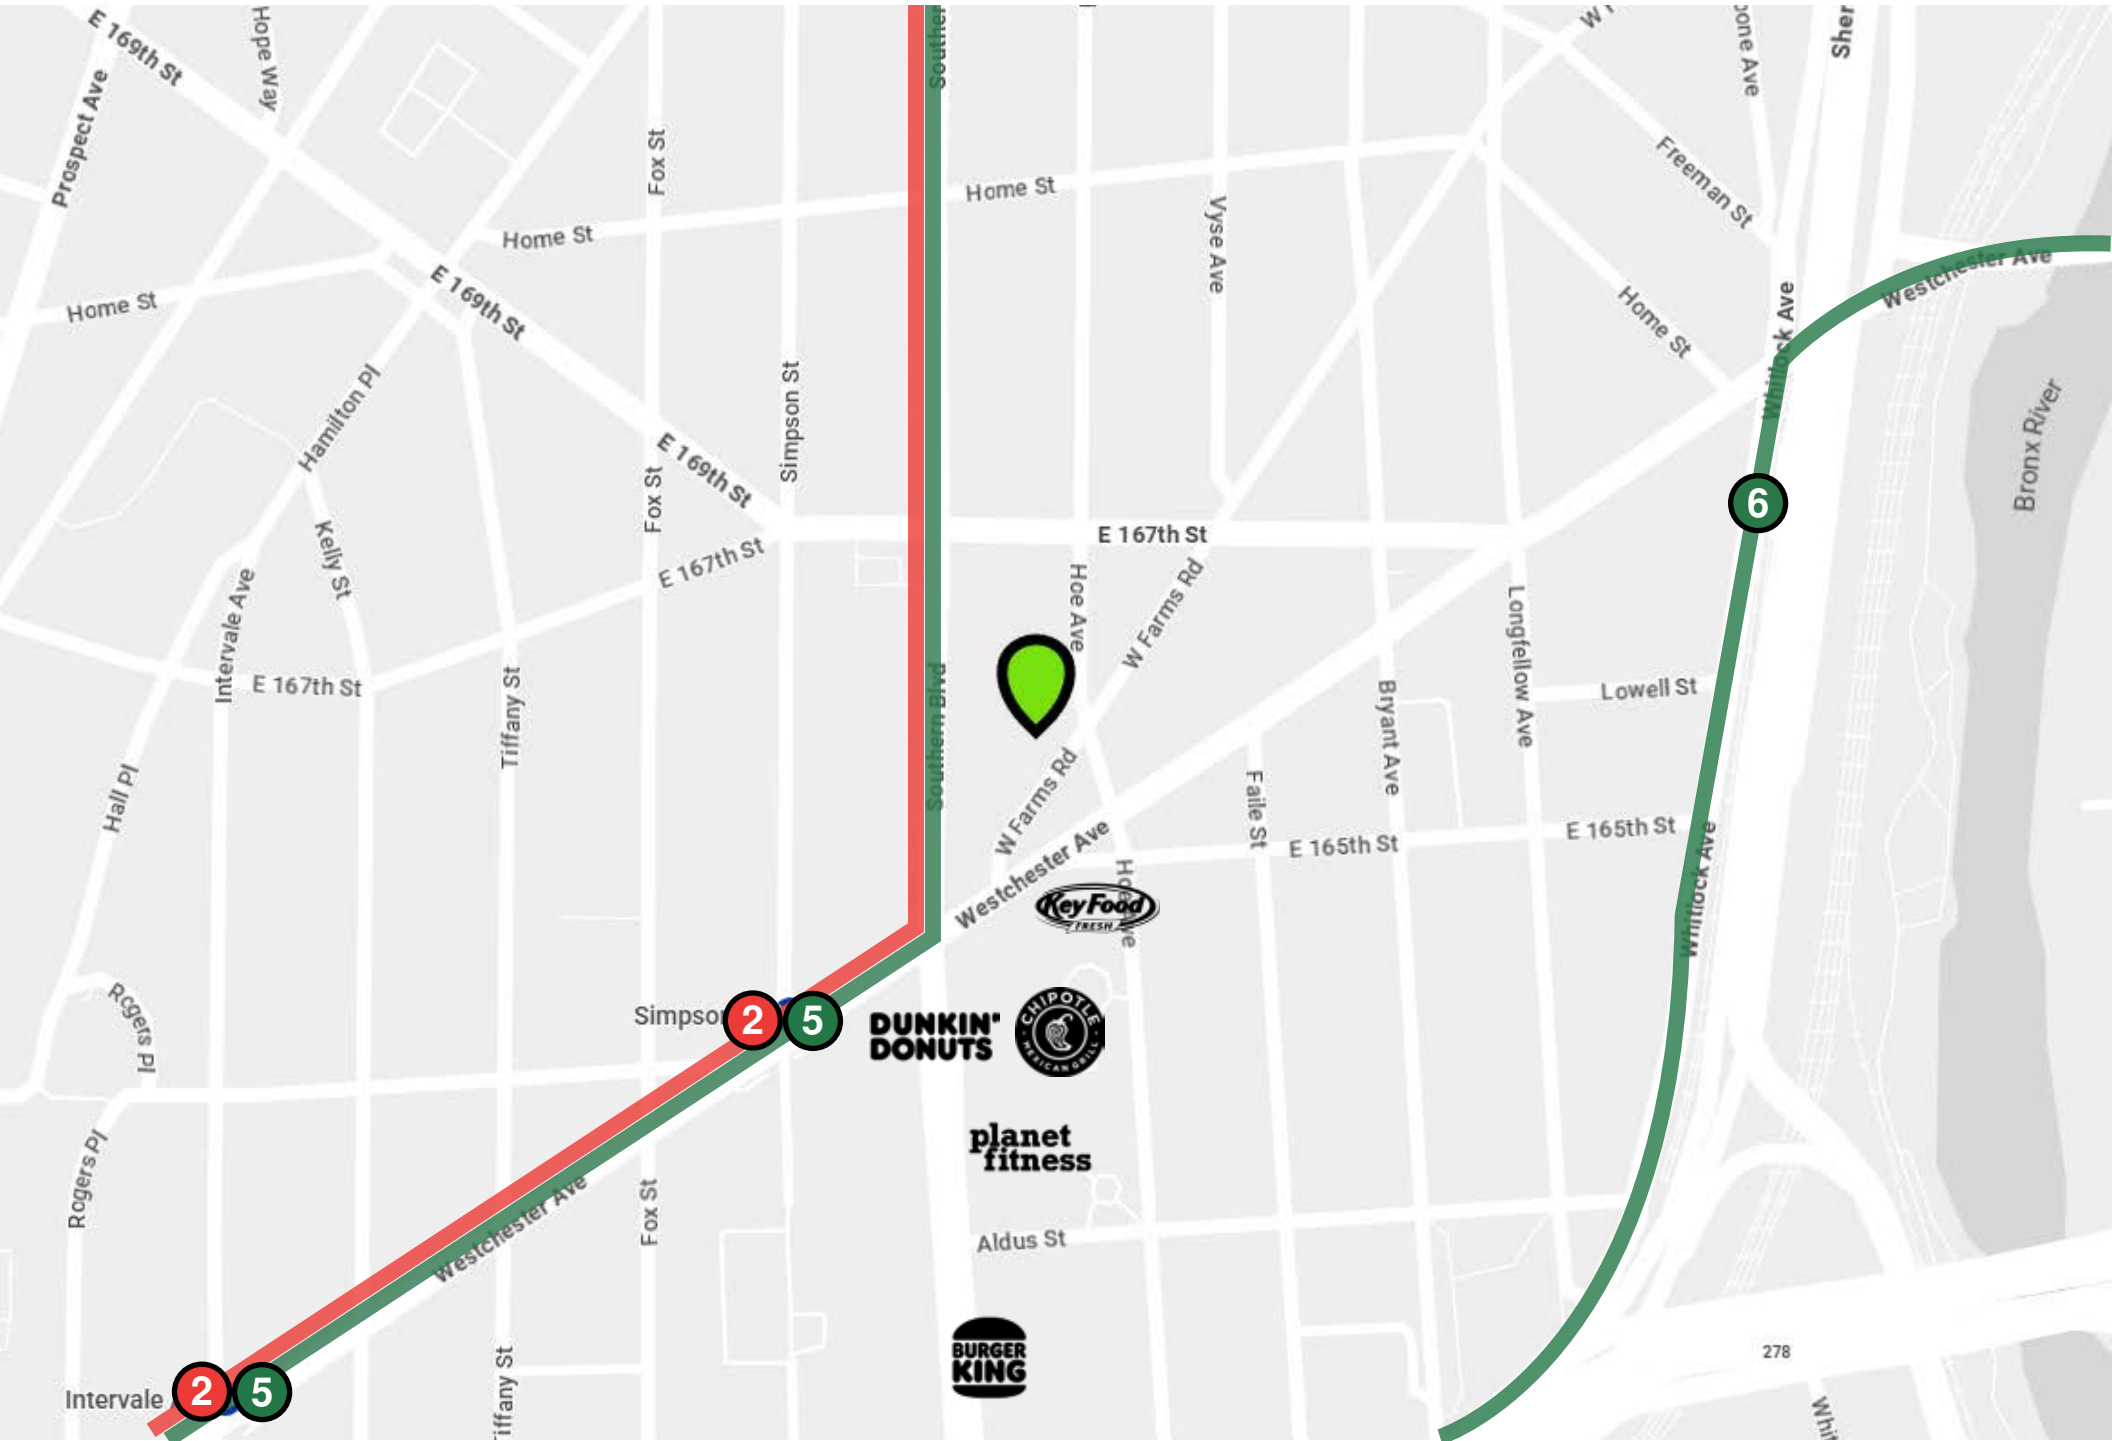 E 169th St
Hope Way
Souther
W
Sher
Prospect Ave
Fox St
Freeman St
Home St
Home St
Vyse Ave
Westchester Ave
Home St
E 169th St
Home St
Whitlock Ave
Hamilton Pl
Simpson St
Bronx River
E 169th St
Fox St
6
E 167th St
E 167th St
Kelly St
Hoe Ave
W Farms Rd
Intervale Ave
Longfellow Ave
E 167th St
Tiffany St
Southern Blvd
Bryant Ave
Lowell St
Hall Pl
W Farms Rd
Faile St
E 165th St
E 165th St
Westchester Ave
Whitlock Ave
Hoe Ave
Key Food
FRESH
Rogers Pl
Simpson
2
5
DUNKIN'
DONUTS
CHIPOTLE
MEXICAN GRILL
planet
fitness
Rogers Pl
Westchester Ave
Fox St
Aldus St
BURGER
KING
278
Intervale
2
5
Tiffany St
Whit